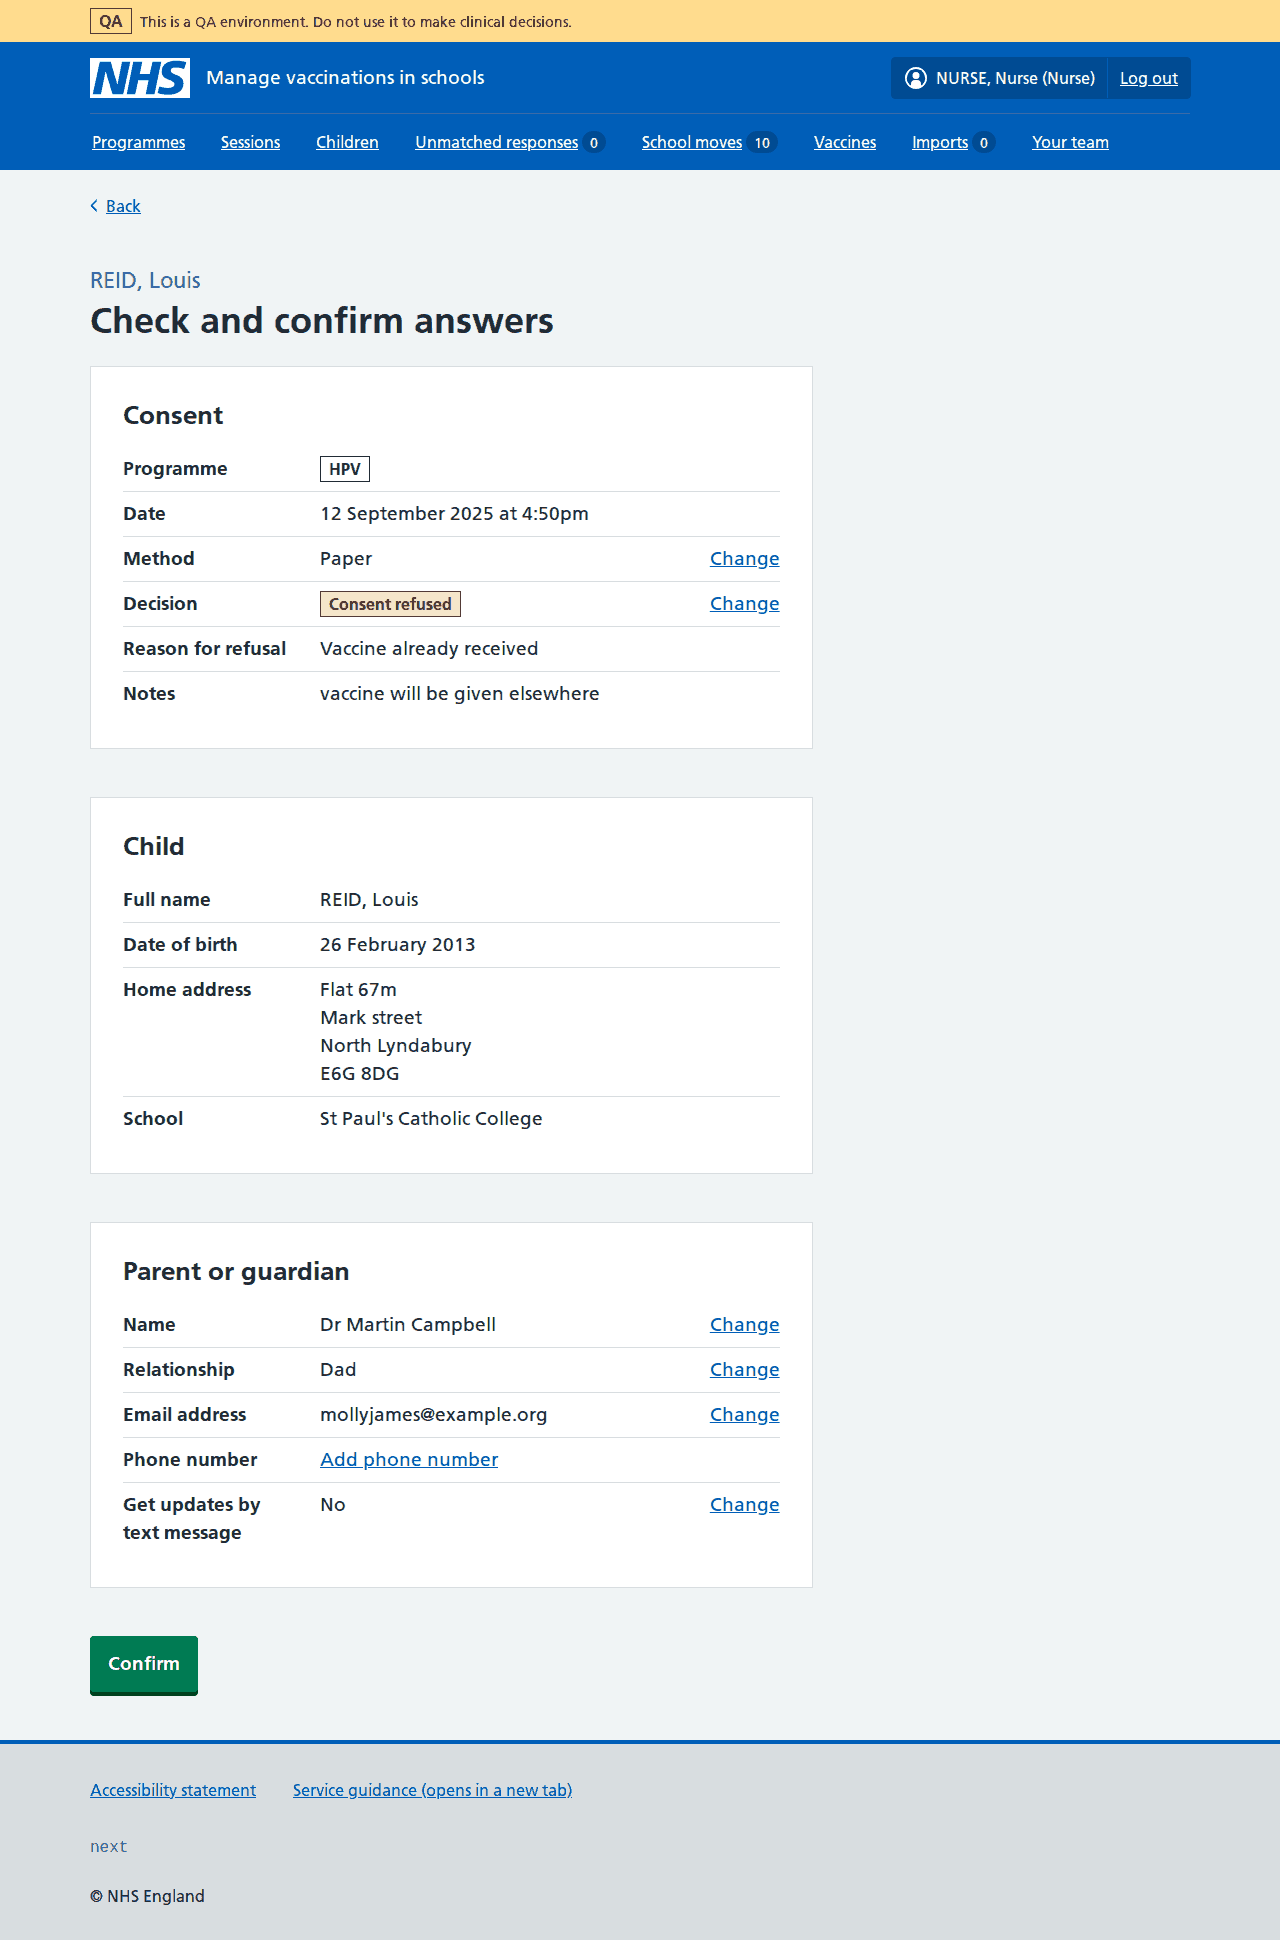 QA This is a QA environment. Do not use it to make clinical decisions.
NHS Manage vaccinations in schools NURSE, Nurse (Nurse) Log out
Programmes Sessions Children Unmatched responses 0 School moves 10 Vaccines Imports 0 Your team
Back
REID, Louis
Check and confirm answers
Consent
Programme HPV
Date 12 September 2025 at 4:50pm
Method Paper Change
Decision Consent refused Change
Reason for refusal Vaccine already received
Notes vaccine will be given elsewhere
Child
Full name REID, Louis
Date of birth 26 February 2013
Home address Flat 67m
Mark street
North Lyndabury
E6G 8DG
School St Paul's Catholic College
Parent or guardian
Name Dr Martin Campbell Change
Relationship Dad Change
Email address mollyjames@example.org Change
Phone number Add phone number
Get updates by No Change
text message
Confirm
Accessibility statement Service guidance (opens in a new tab)
next
© NHS England